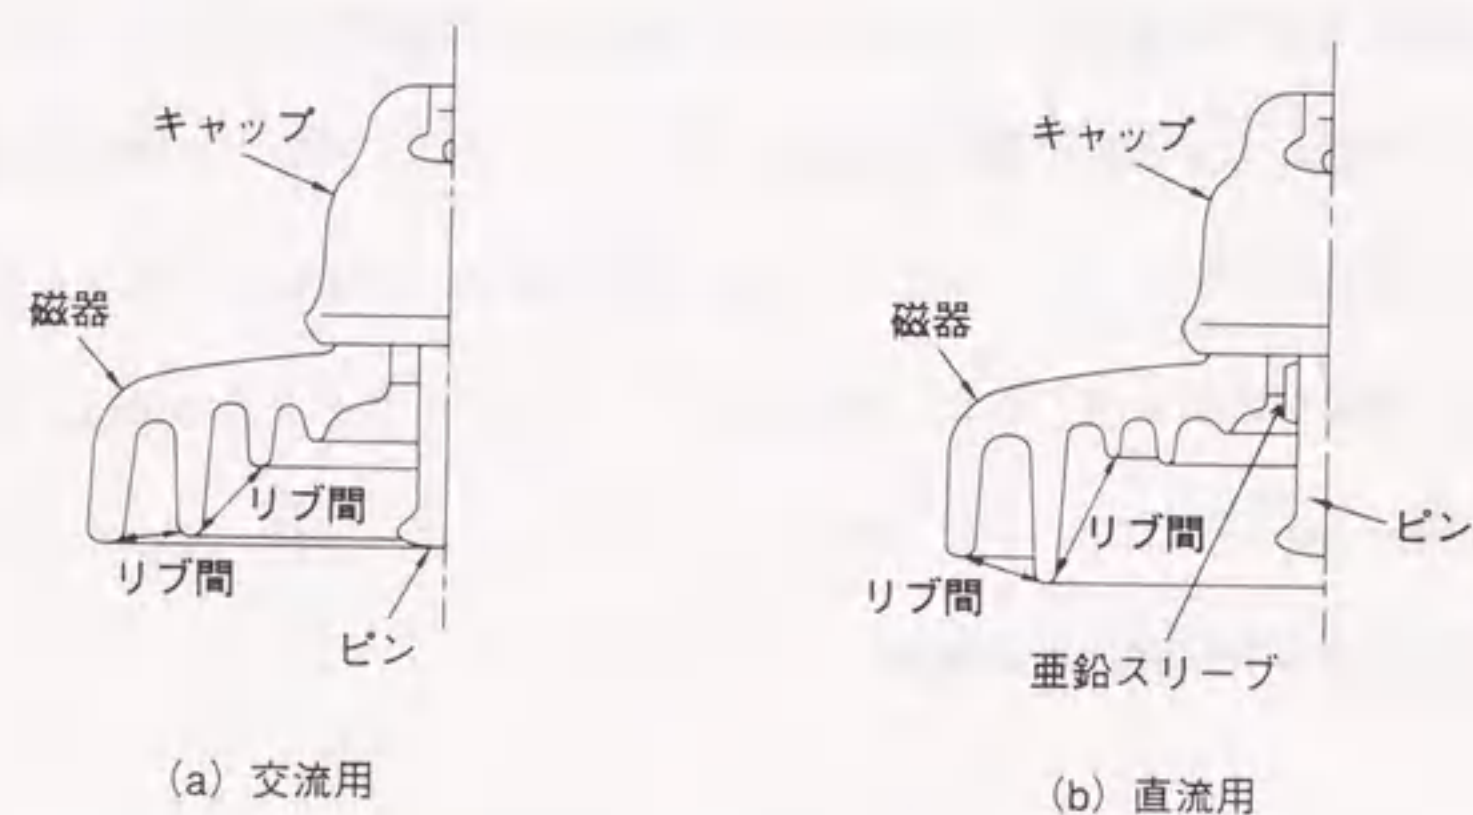 キャップ
磁器
リブ間
リブ間
ピン
(a) 交流用
キャップ
磁器
リブ間
ピン
リブ間
亜鉛スリーブ
(b) 直流用